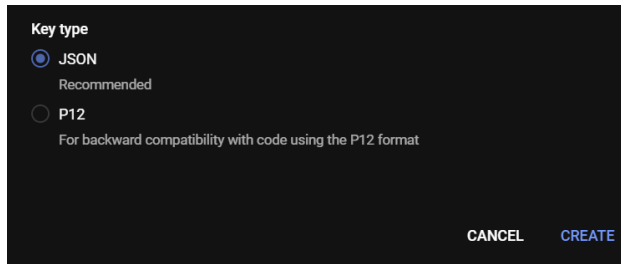 Key type
JSON
Recommended
P12
For backward compatibility with code using the P12 format
CANCEL CREATE